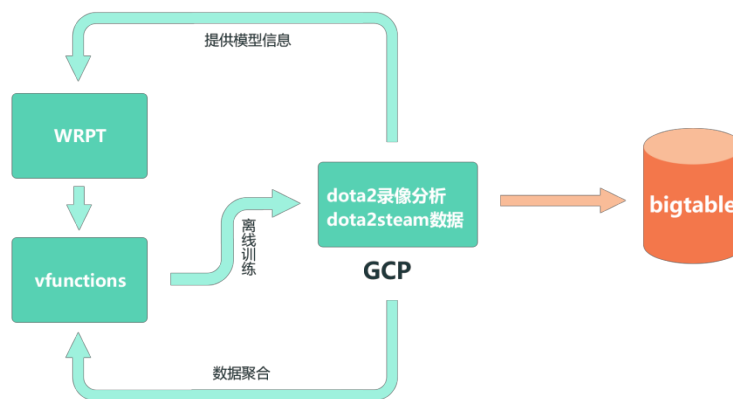 提供模型信息
WRPT
dota2录像分析
dota2steam数据
bigtable
离线训练
GCP
vfunctions
数据聚合